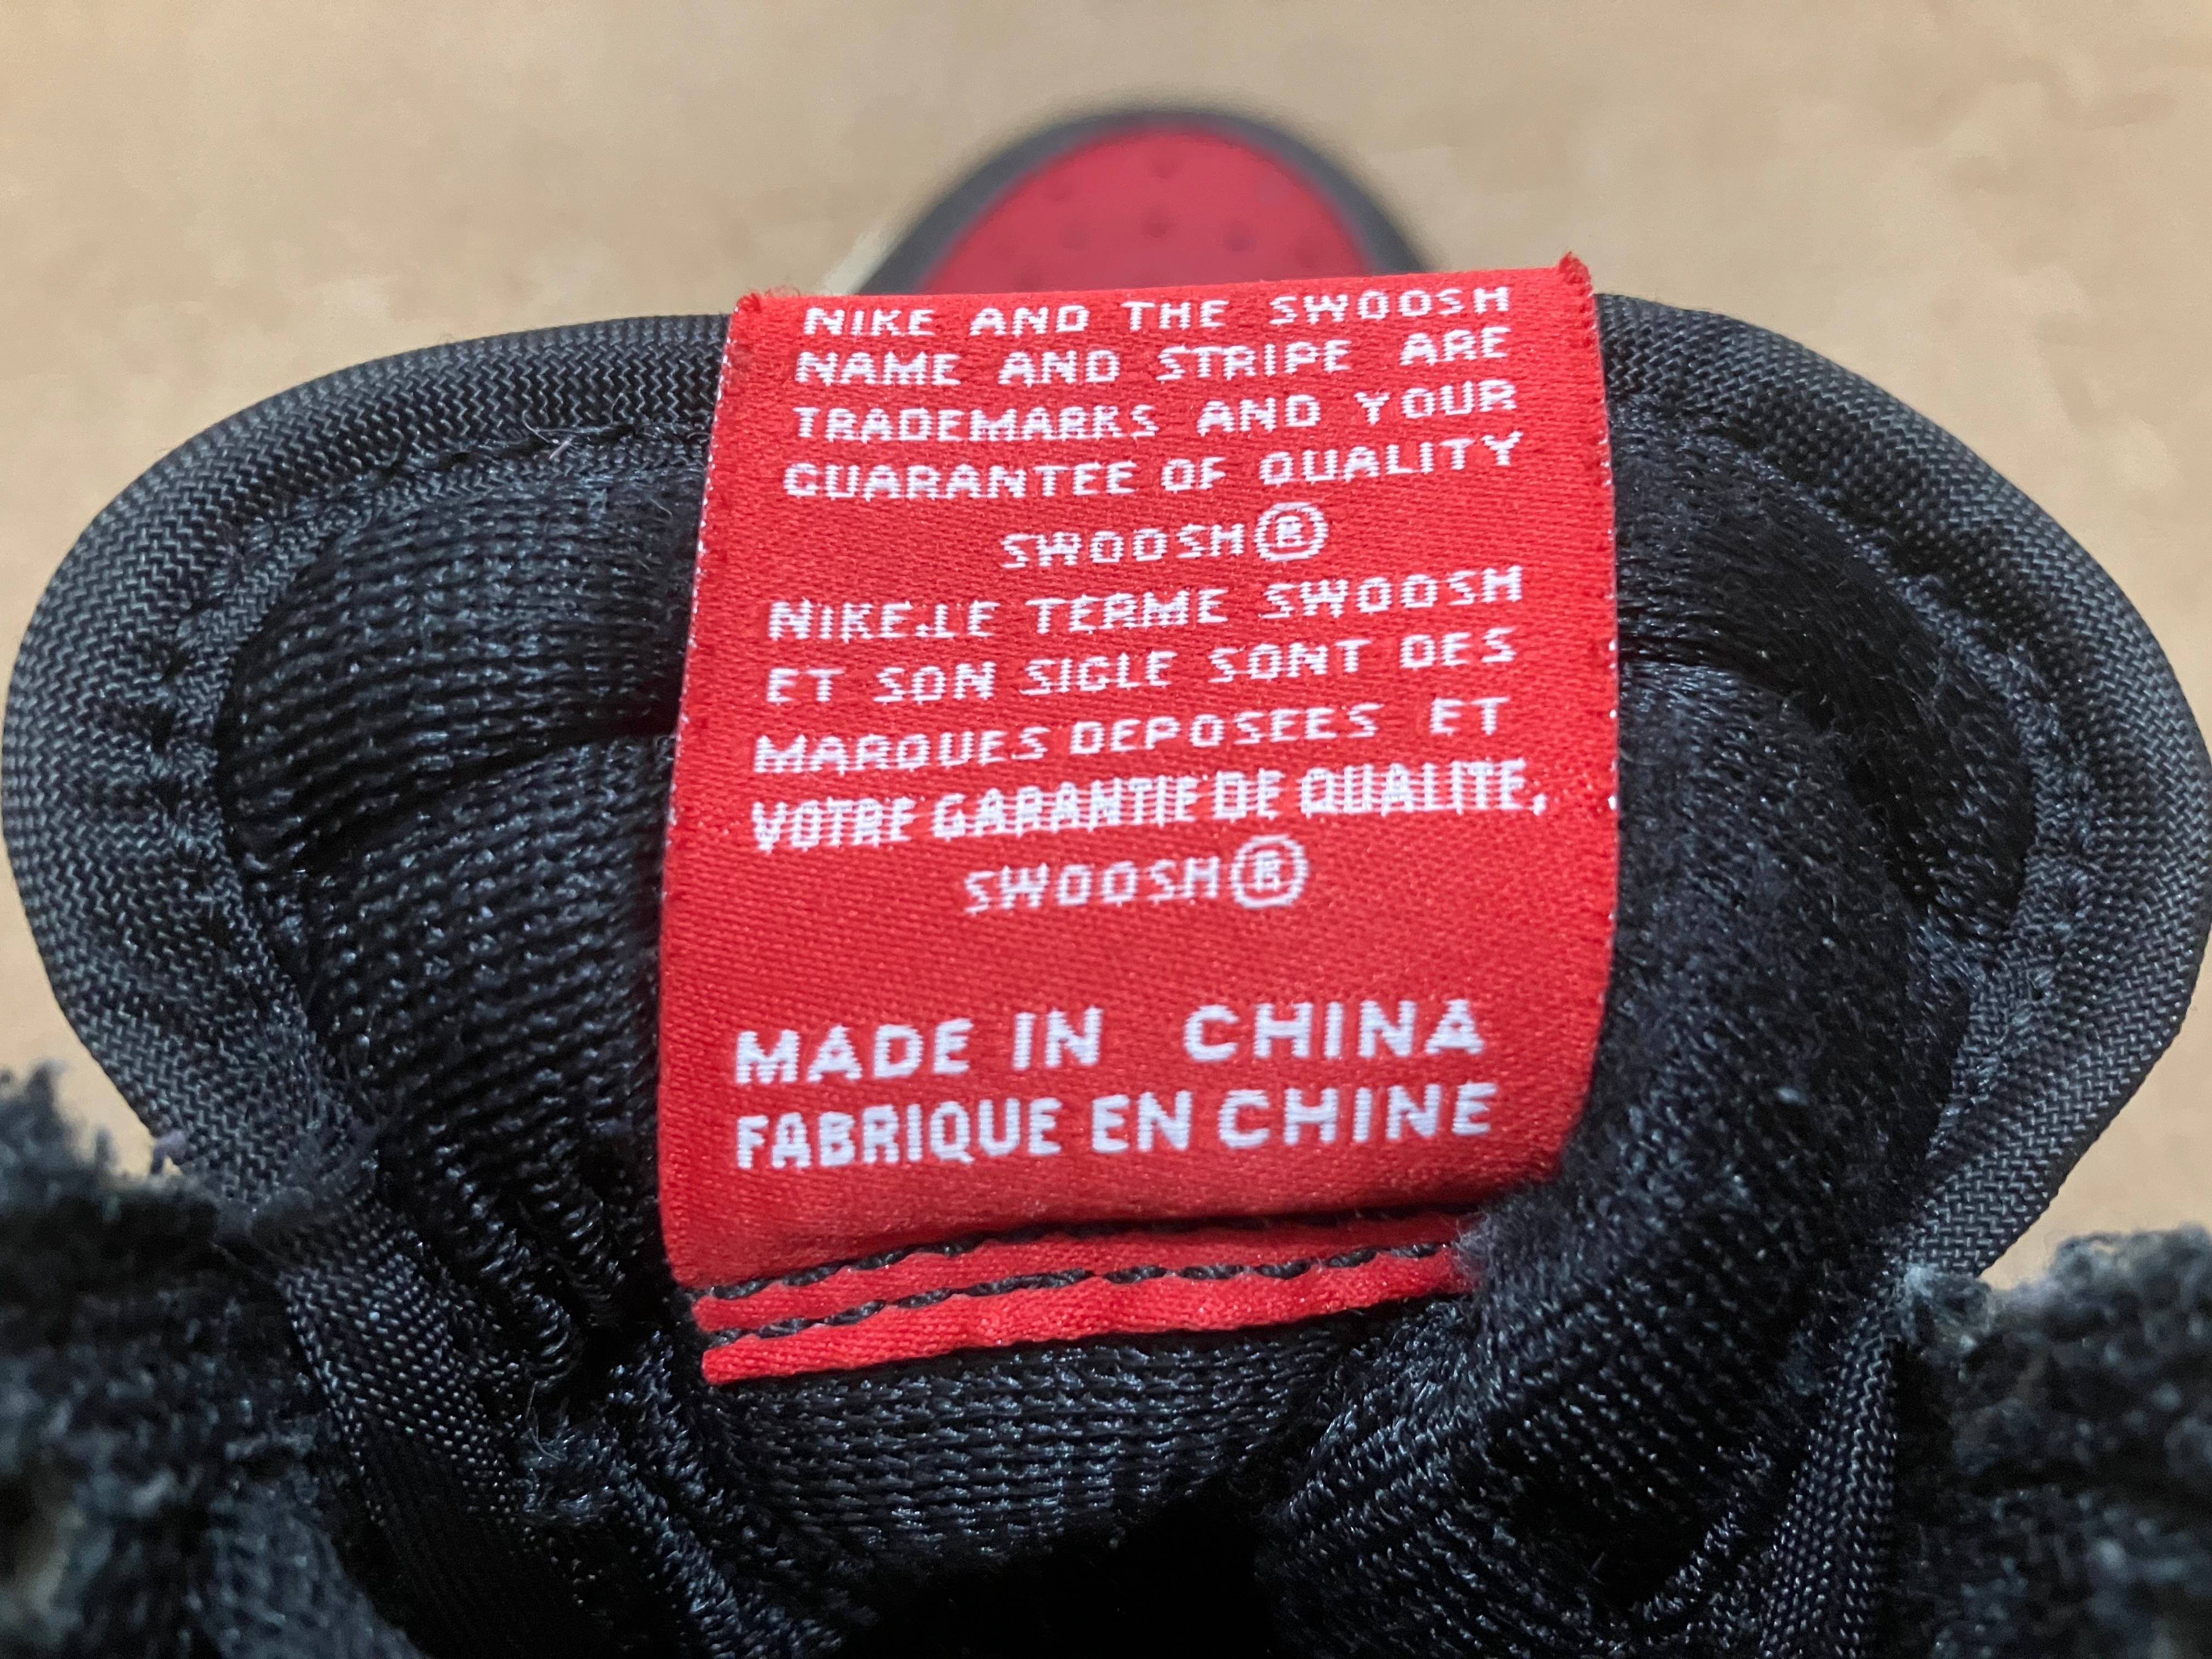 NIKE AND THE SWOOSH
NAME AND STRIPE ARE
TRADEMARKS AND YOUR
GUARANTEE OF QUALITY
SWOOSH®
NIKE.LE TERME SWOOSH
ET SON SIGLE SONT DES
MARQUES DEPOSEES ET
VOTRE GARANTIE DE QUALITE,
SWOOSH®
MADE IN CHINA
FABRIQUE EN CHINE